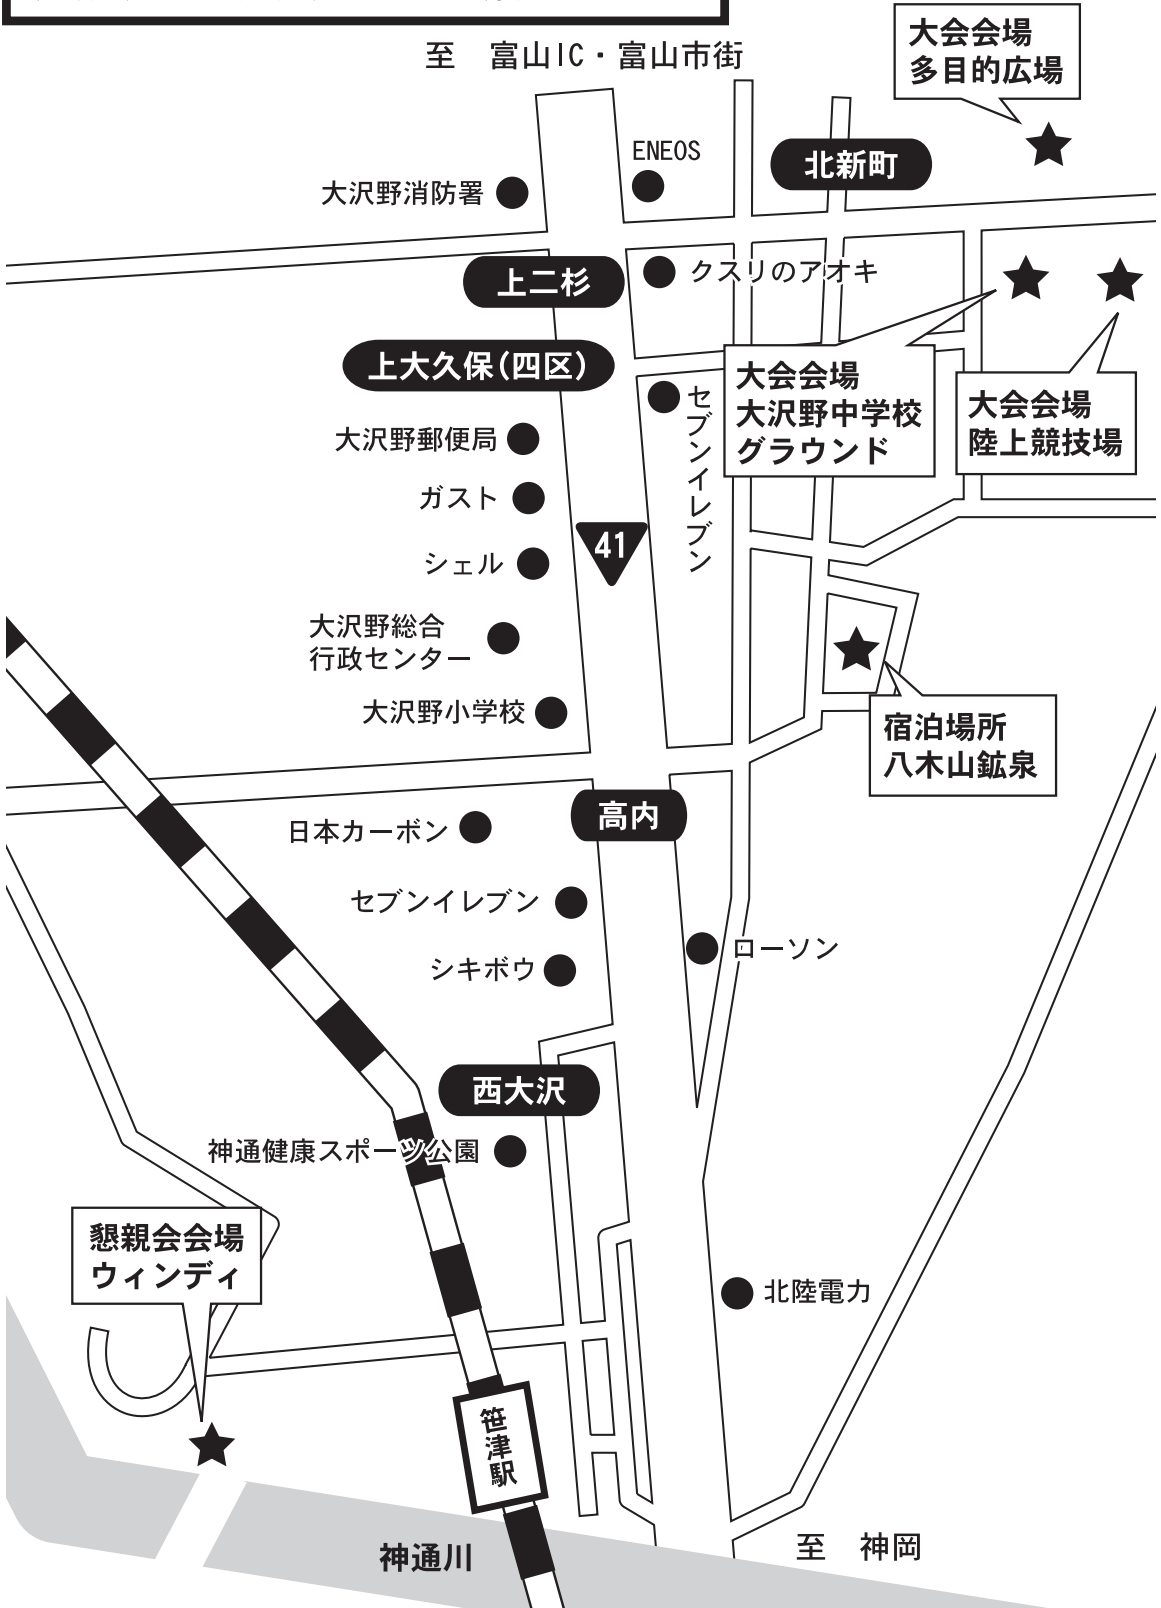 至　富山IC・富山市街
大会会場
多目的広場
ENEOS
北新町
大沢野消防署
上二杉
クスリのアオキ
上大久保(四区)
大会会場
大沢野中学校
グラウンド
大会会場
陸上競技場
セブンイレブン
大沢野郵便局
ガスト
41
シェル
大沢野総合
行政センター
大沢野小学校
宿泊場所
八木山鉱泉
高内
日本カーボン
セブンイレブン
シキボウ
ローソン
西大沢
神通健康スポーツ公園
懇親会会場
ウィンディ
北陸電力
笹津駅
神通川
至　神岡